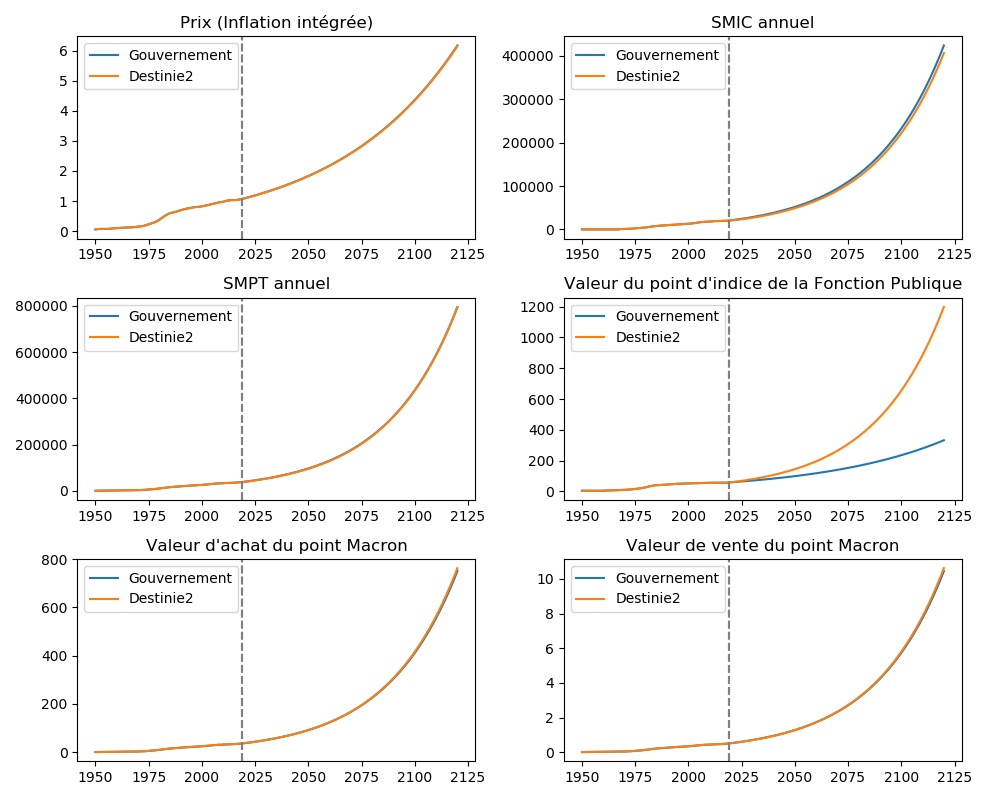 Prix (Inflation intégrée)
Gouvernement
Destinie2
6
5
4
3
2
1
0
1950 1975 2000 2025 2050 2075 2100 2125
SMIC annuel
Gouvernement
Destinie2
400000
300000
200000
100000
0
1950 1975 2000 2025 2050 2075 2100 2125
SMPT annuel
Gouvernement
Destinie2
800000
600000
400000
200000
0
1950 1975 2000 2025 2050 2075 2100 2125
Valeur du point d'indice de la Fonction Publique
Gouvernement
Destinie2
1200
1000
800
600
400
200
0
1950 1975 2000 2025 2050 2075 2100 2125
Valeur d'achat du point Macron
Gouvernement
Destinie2
800
600
400
200
0
1950 1975 2000 2025 2050 2075 2100 2125
Valeur de vente du point Macron
Gouvernement
Destinie2
10
8
6
4
2
0
1950 1975 2000 2025 2050 2075 2100 2125